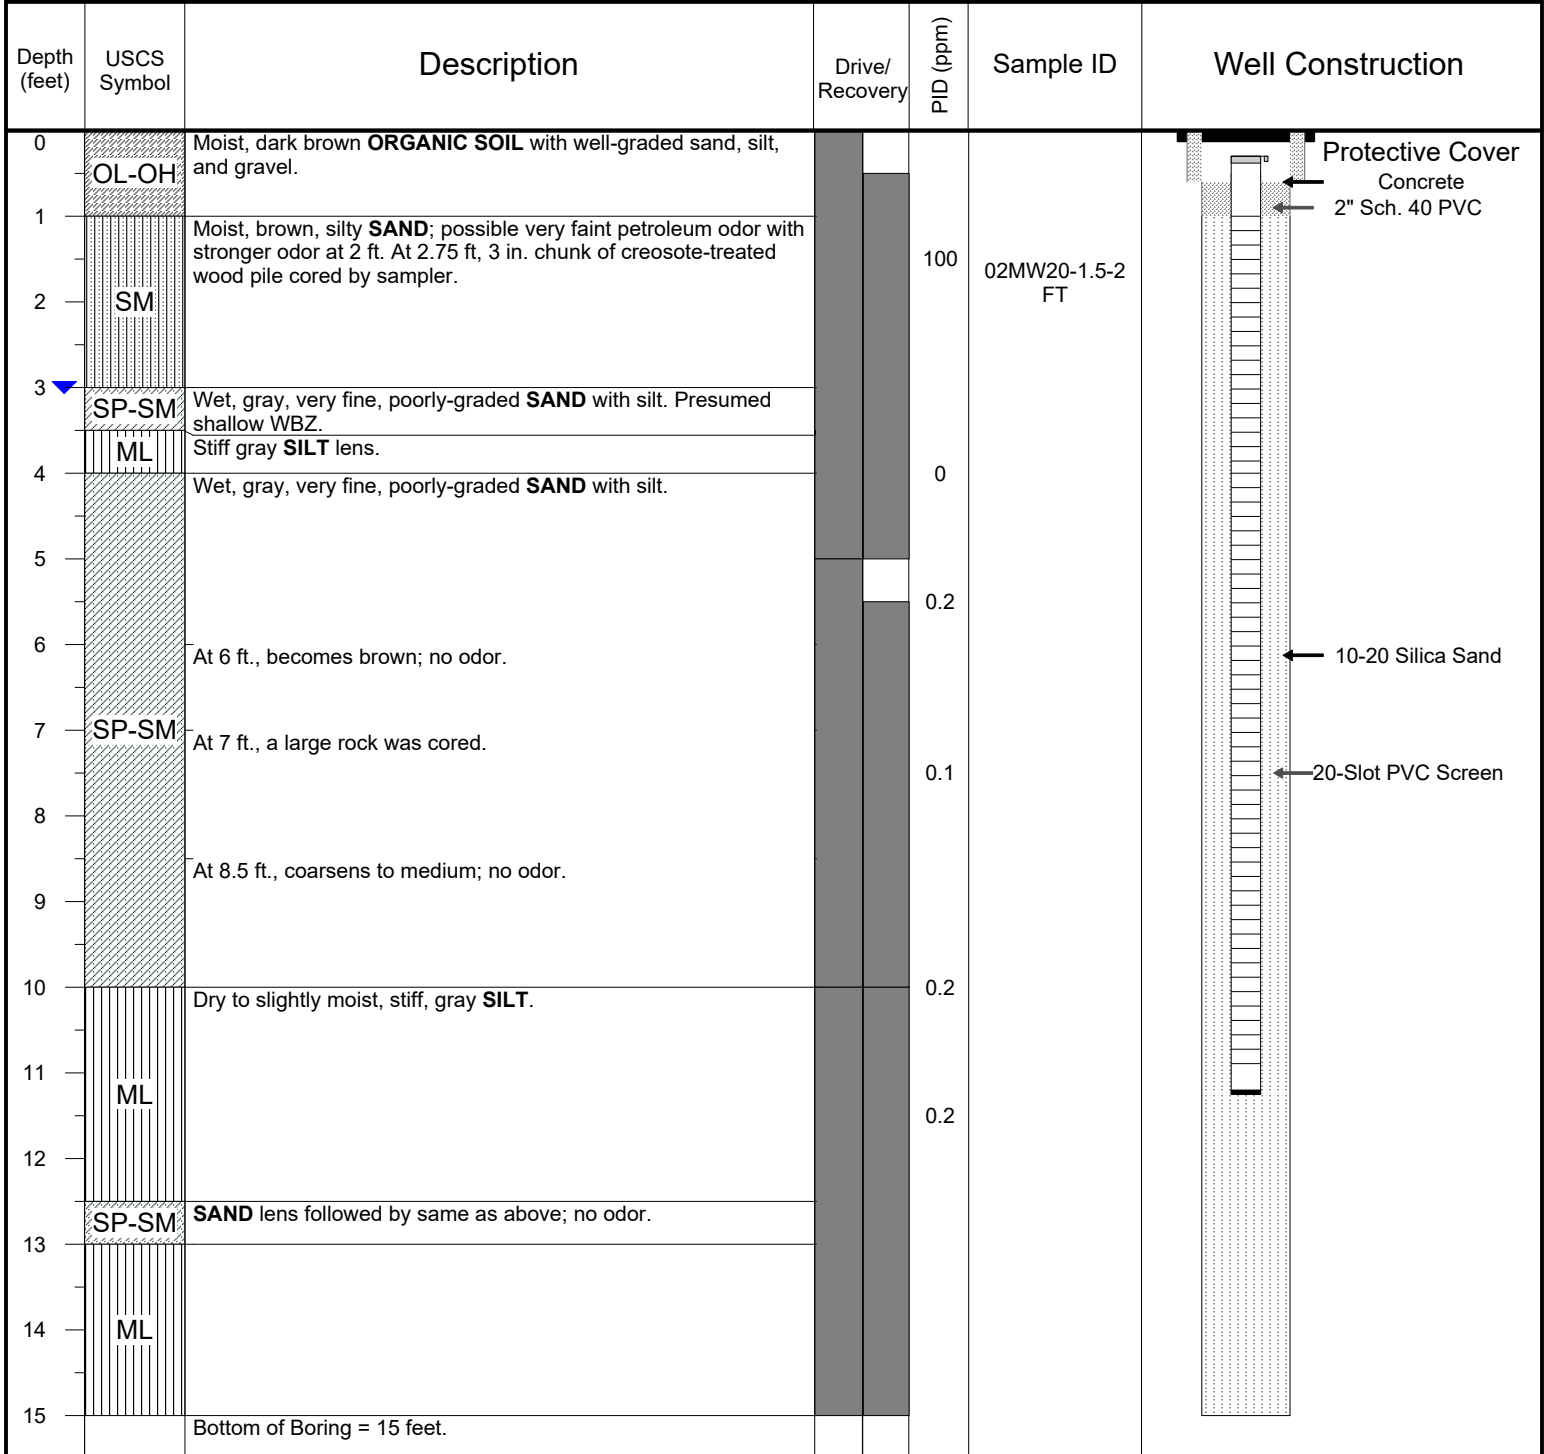 Depth
(feet)
USCS
Symbol
Description
Drive/
Recovery
PID (ppm)
Sample ID
Well Construction
0
OL-OH
Moist, dark brown ORGANIC SOIL with well-graded sand, silt,
and gravel.
Protective Cover
Concrete
2" Sch. 40 PVC
1
Moist, brown, silty SAND; possible very faint petroleum odor with
stronger odor at 2 ft. At 2.75 ft, 3 in. chunk of creosote-treated
wood pile cored by sampler.
100
02MW20-1.5-2
FT
2
SM
3
SP-SM
Wet, gray, very fine, poorly-graded SAND with silt. Presumed
shallow WBZ.
ML
Stiff gray SILT lens.
4
0
Wet, gray, very fine, poorly-graded SAND with silt.
5
0.2
6
At 6 ft., becomes brown; no odor.
10-20 Silica Sand
7
SP-SM
At 7 ft., a large rock was cored.
0.1
20-Slot PVC Screen
8
At 8.5 ft., coarsens to medium; no odor.
9
10
Dry to slightly moist, stiff, gray SILT.
0.2
11
ML
0.2
12
SP-SM
SAND lens followed by same as above; no odor.
13
14
ML
15
Bottom of Boring = 15 feet.